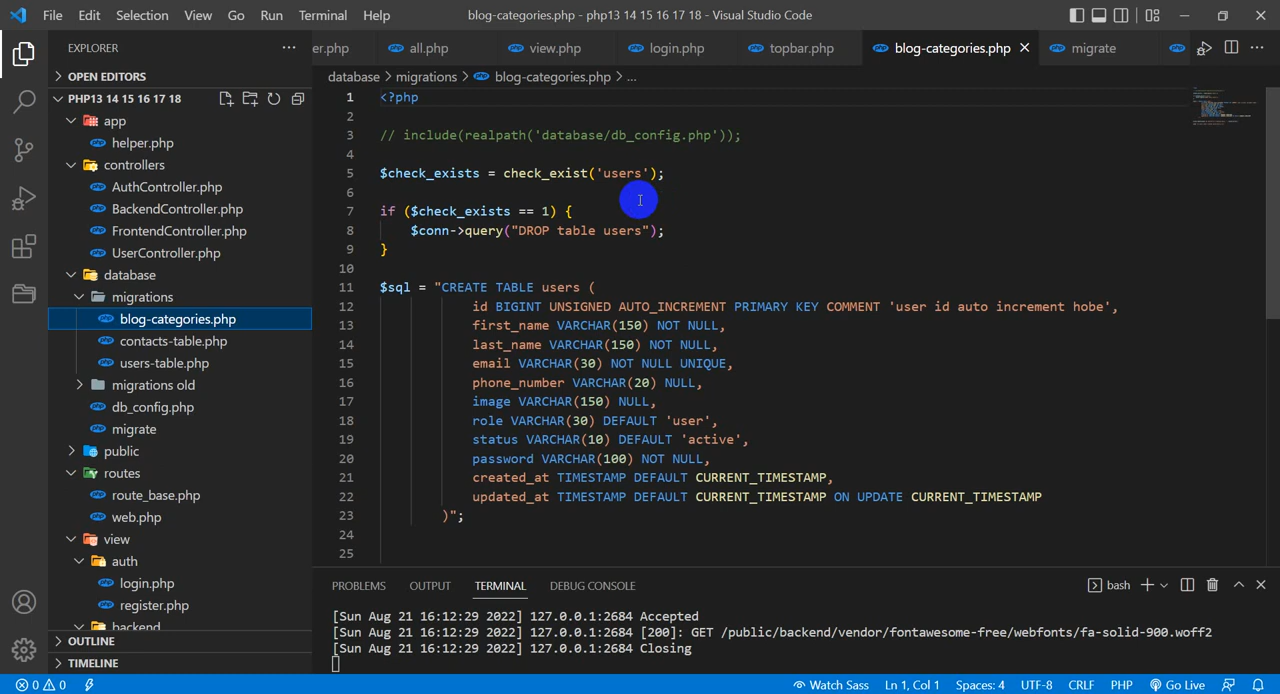 File Edit Selection View Go Run Terminal Help
blog-categories.php - php13 14 15 16 17 18 - Visual Studio Code
EXPLORER
er.php all.php view.php login.php topbar.php blog-categories.php migrate
OPEN EDITORS
database > migrations > blog-categories.php > ...
PHP13 14 15 16 17 18
app
helper.php
controllers
AuthController.php
BackendController.php
FrontendController.php
UserController.php
database
migrations
blog-categories.php
contacts-table.php
users-table.php
migrations old
db_config.php
migrate
public
routes
route_base.php
web.php
view
auth
login.php
register.php
backend
OUTLINE
TIMELINE
1 <?php
2
3 // include(realpath('database/db_config.php'));
4
5 $check_exists = check_exist('users');
6
7 if ($check_exists == 1) {
8 $conn->query("DROP table users");
9 }
10
11 $sql = "CREATE TABLE users (
12 id BIGINT UNSIGNED AUTO_INCREMENT PRIMARY KEY COMMENT 'user id auto increment hobe',
13 first_name VARCHAR(150) NOT NULL,
14 last_name VARCHAR(150) NOT NULL,
15 email VARCHAR(30) NOT NULL UNIQUE,
16 phone_number VARCHAR(20) NULL,
17 image VARCHAR(150) NULL,
18 role VARCHAR(30) DEFAULT 'user',
19 status VARCHAR(10) DEFAULT 'active',
20 password VARCHAR(100) NOT NULL,
21 created_at TIMESTAMP DEFAULT CURRENT_TIMESTAMP,
22 updated_at TIMESTAMP DEFAULT CURRENT_TIMESTAMP ON UPDATE CURRENT_TIMESTAMP
23 )";
24
25
PROBLEMS OUTPUT TERMINAL DEBUG CONSOLE bash
[Sun Aug 21 16:12:29 2022] 127.0.0.1:2684 Accepted
[Sun Aug 21 16:12:29 2022] 127.0.0.1:2684 [200]: GET /public/backend/vendor/fontawesome-free/webfonts/fa-solid-900.woff2
[Sun Aug 21 16:12:29 2022] 127.0.0.1:2684 Closing
0 0 Watch Sass Ln 1, Col 1 Spaces: 4 UTF-8 CRLF PHP Go Live